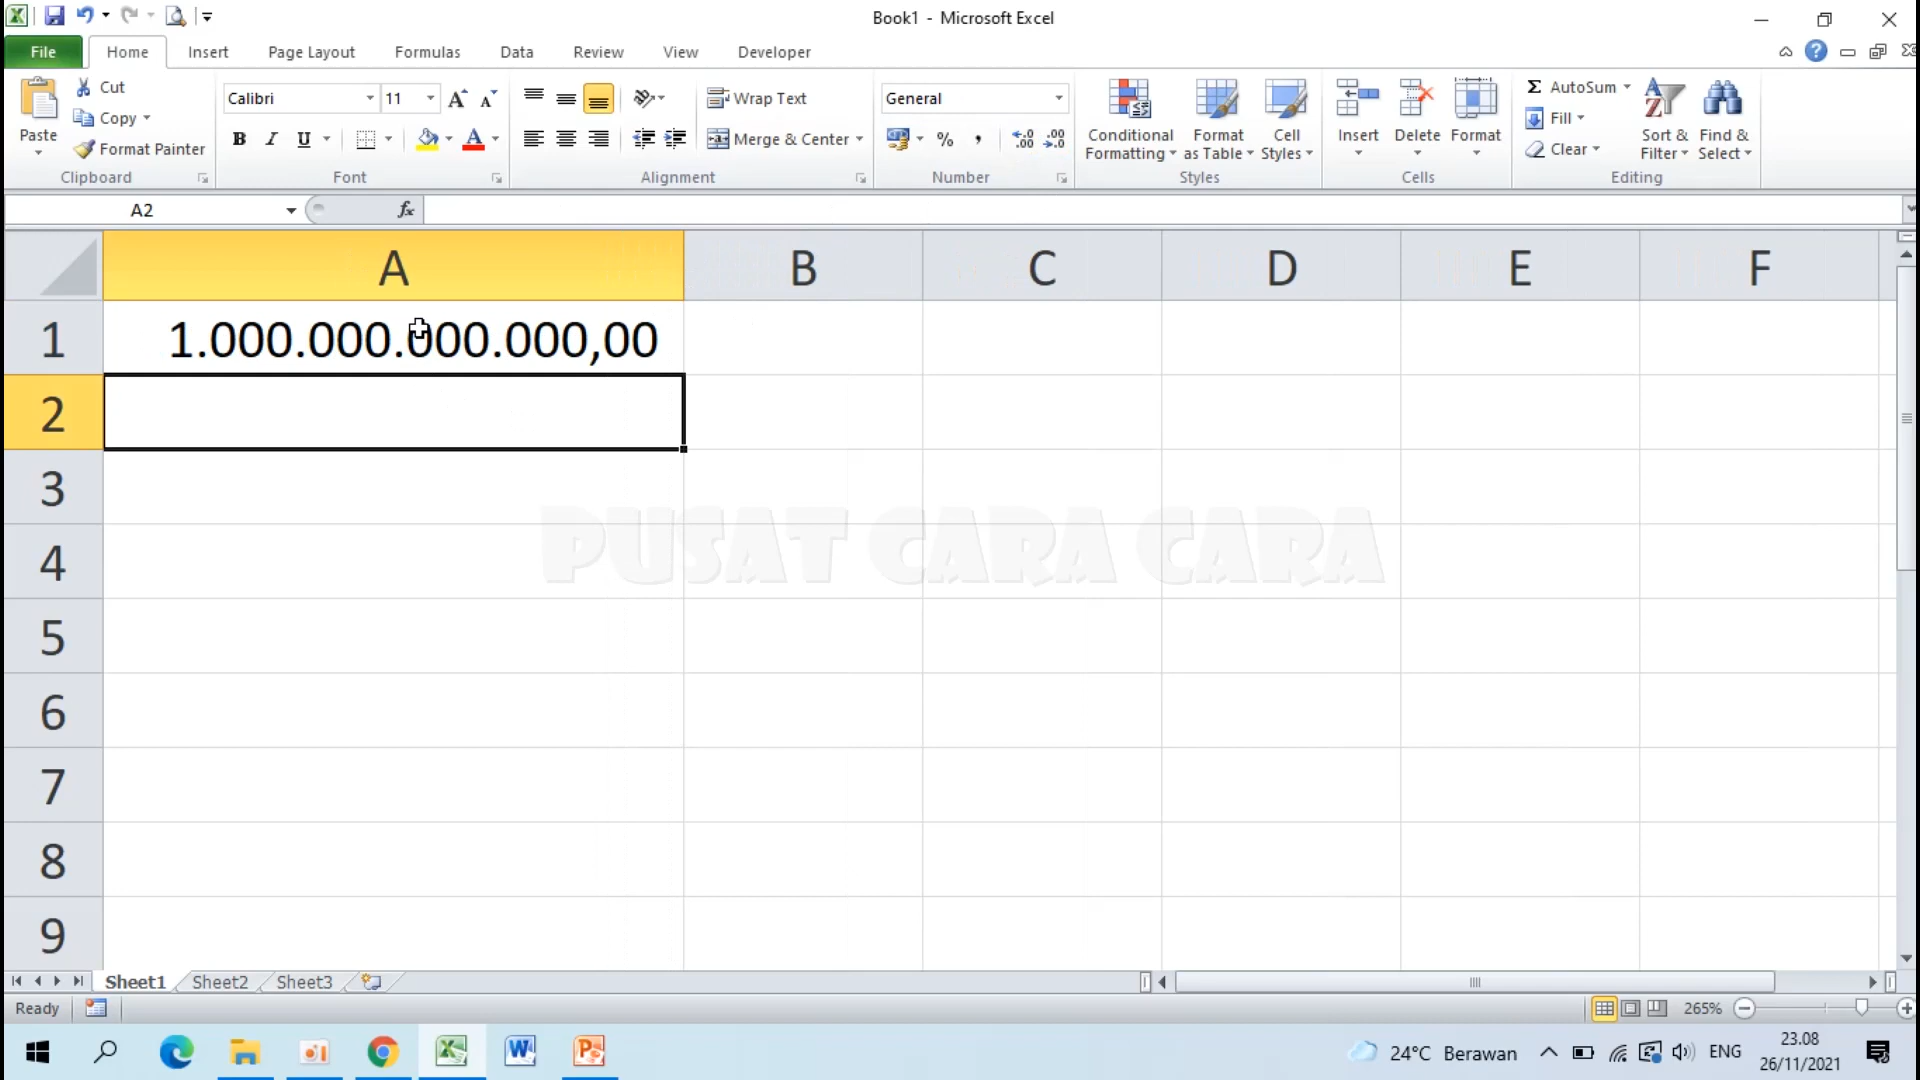 Book1 - Microsoft Excel
File Home Insert Page Layout Formulas Data Review View Developer
Paste
Cut
Copy
Format Painter
Clipboard
Calibri 11
B I U A
Font
Wrap Text
Merge & Center
Alignment
General
% ,
Number
Conditional Formatting
Format as Table
Cell Styles
Styles
Insert Delete Format
Cells
Σ AutoSum
Fill
Clear
Sort & Filter
Find & Select
Editing
A2 fx
A B C D E F
1 1.000.000.000.000,00
2
3
PUSAT CARA CARA
4
5
6
7
8
9
Sheet1 Sheet2 Sheet3
Ready 265%
24°C Berawan ENG 23.08
26/11/2021